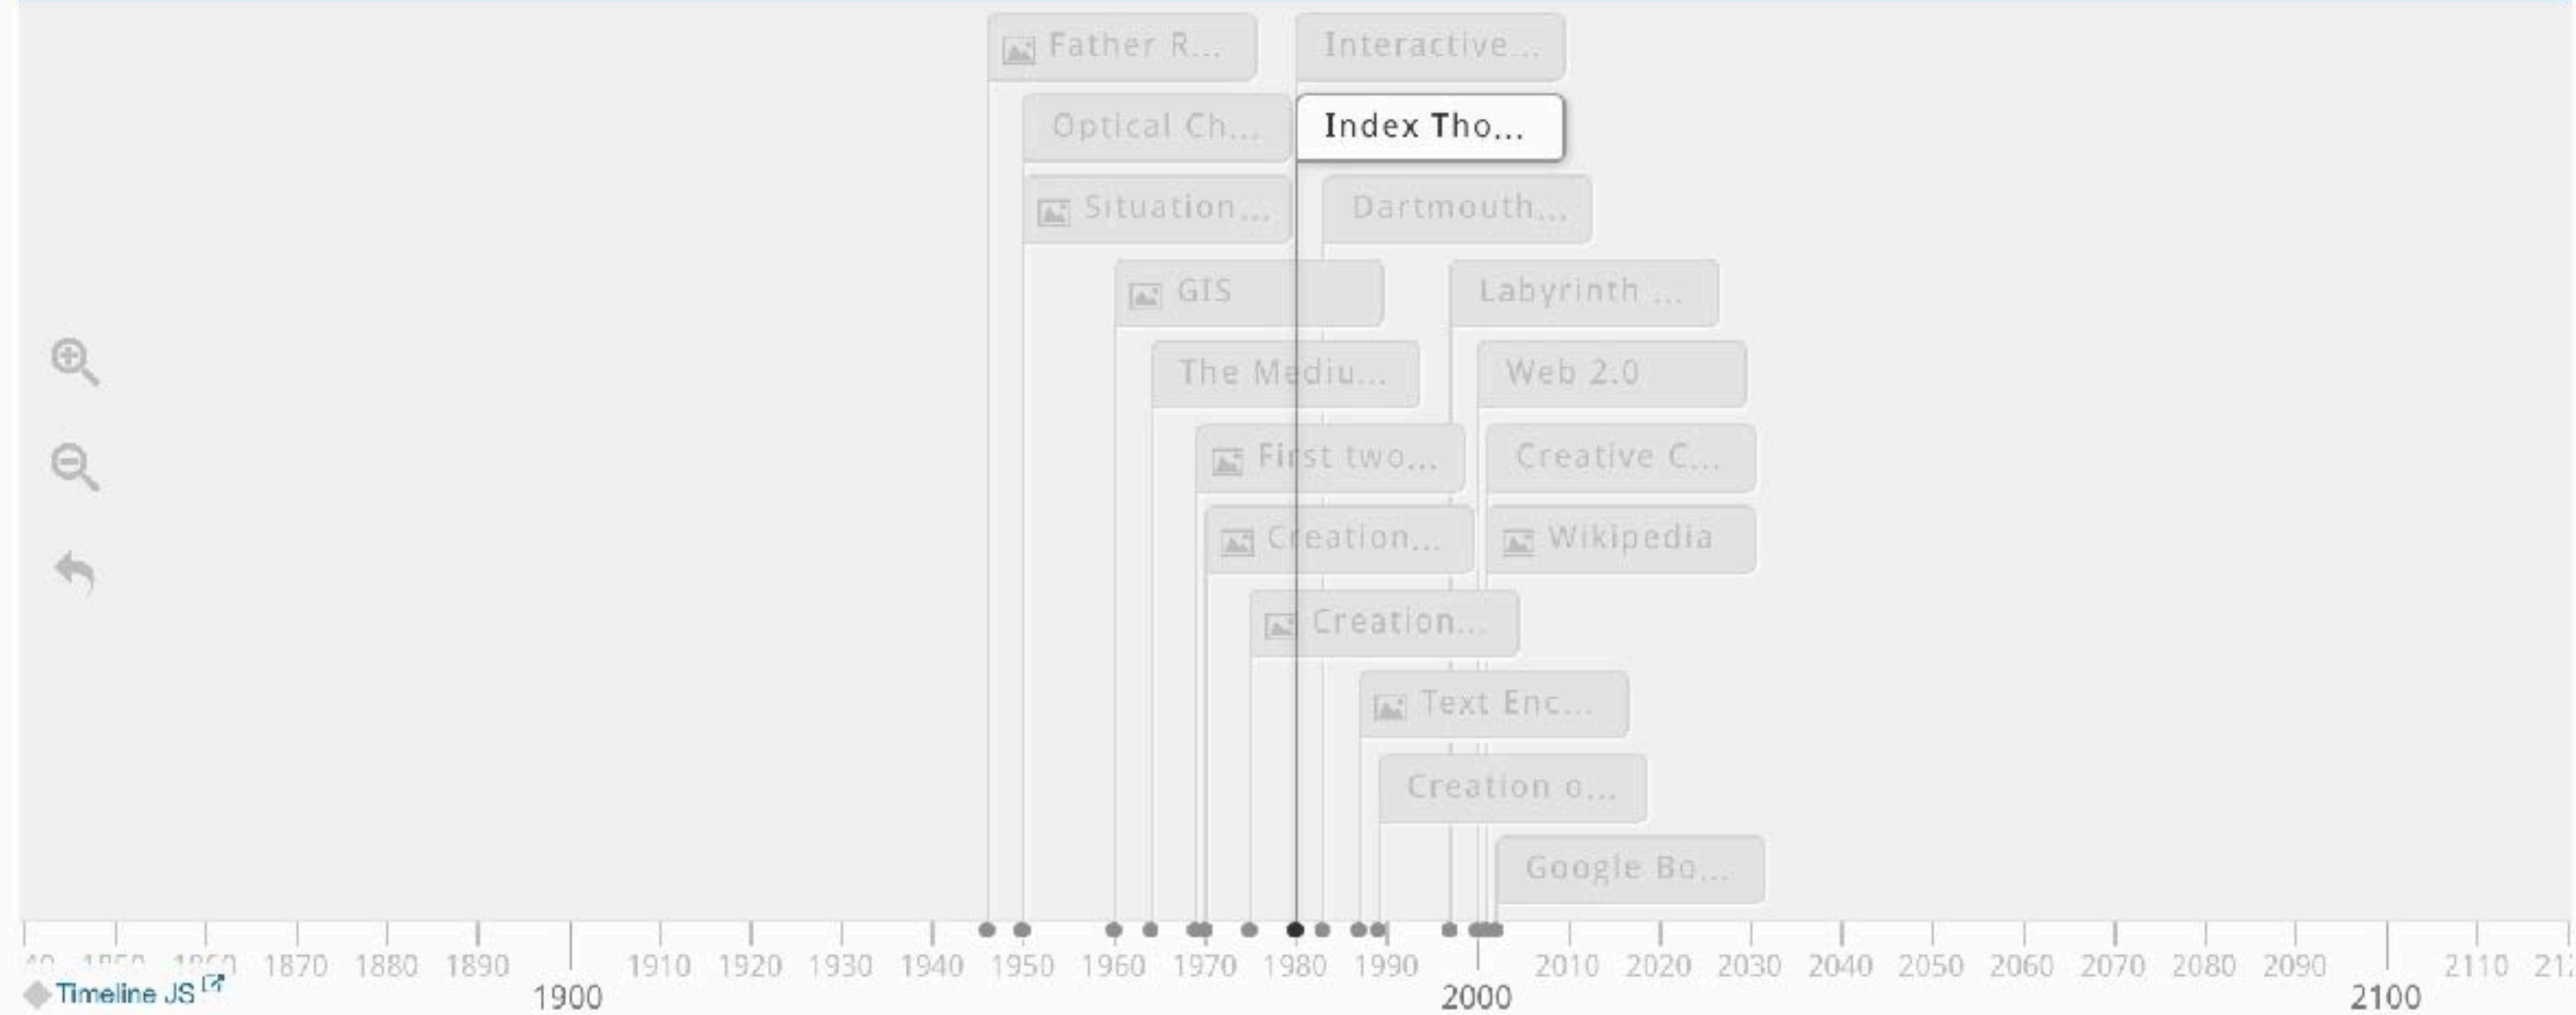 Father R...
Interactive...
Optical Ch...
Index Tho...
Situation...
Dartmouth...
GIS
Labyrinth ...
The Mediu...
Web 2.0
First two...
Creative C...
Creation...
Wikipedia
Creation...
Text Enc...
Creation o...
Google Bo...
1850 1860 1870 1880 1890 1910 1920 1930 1940 1950 1960 1970 1980 1990 2010 2020 2030 2040 2050 2060 2070 2080 2090 2110
Timeline JS
1900 2000 2100